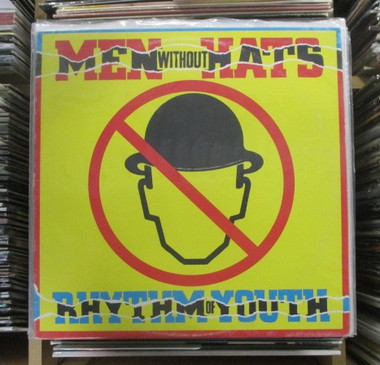 MEN WITHOUT HATS
RHYTHM OF YOUTH